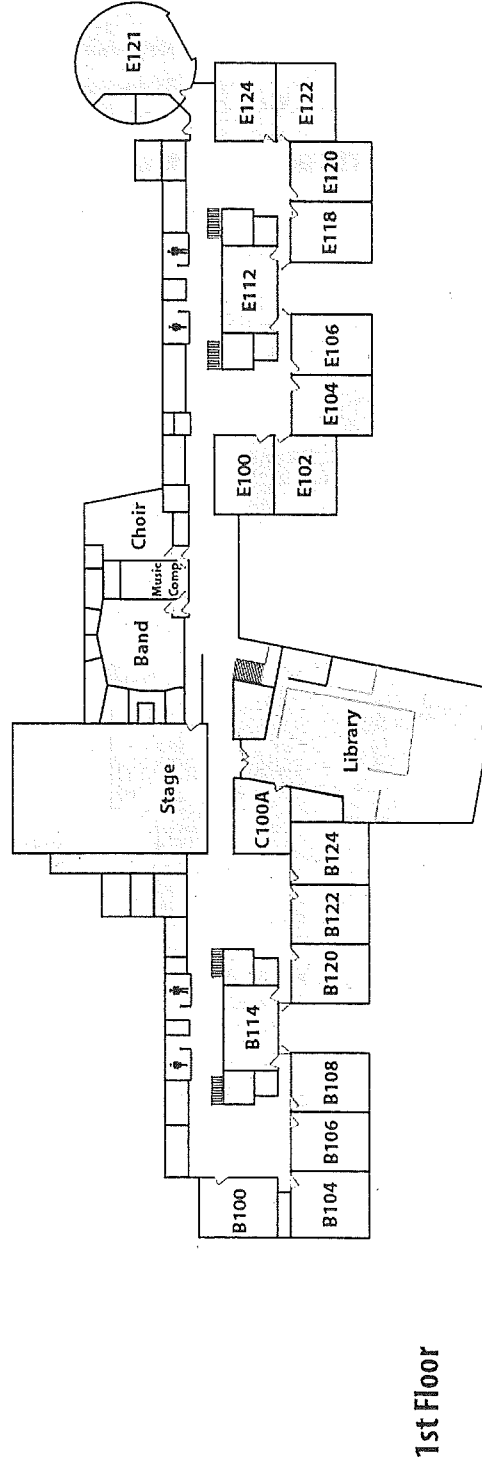 Stage
Band
Music
Comp
Choir
E121
B100
B114
C100A
Library
E100
E102
E112
E124
E122
B104
B106
B108
B120
B122
B124
E104
E106
E118
E120
1st Floor